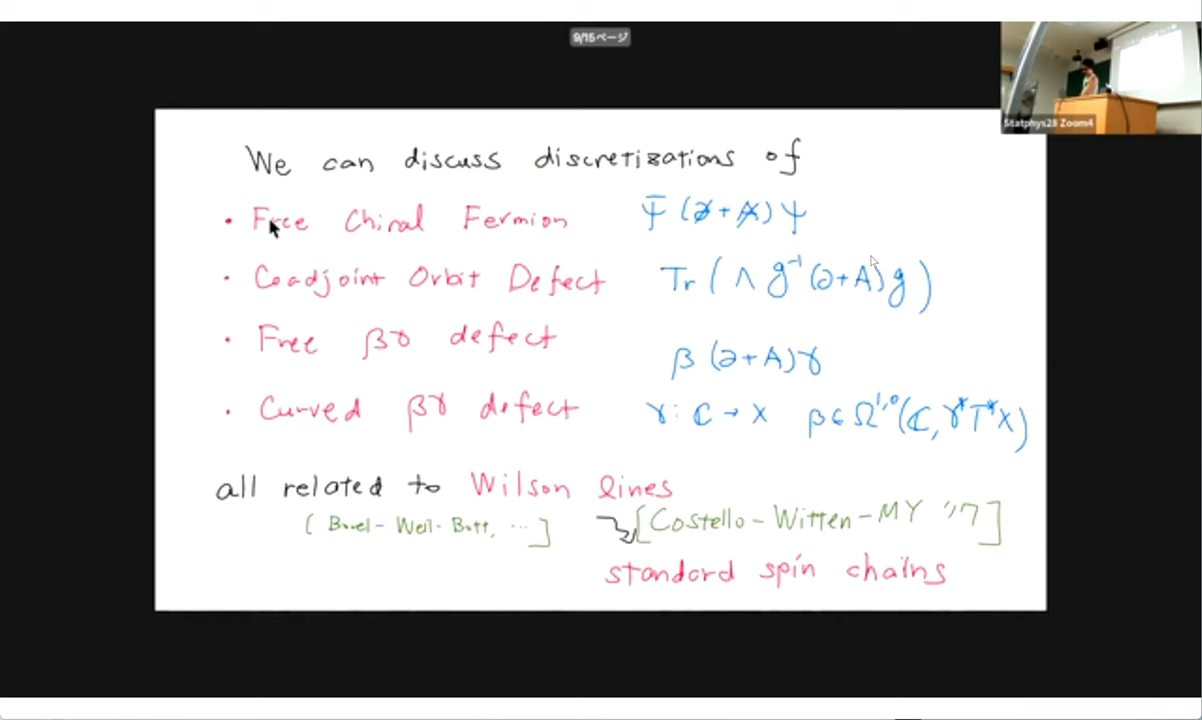 9/15ページ
Statphys28 Zoom4
We can discuss discretizations of
• Free Chiral Fermion Ψ̄ (∂̸ + A̸) Ψ
• Coadjoint Orbit Defect Tr ( Λ g⁻¹ (∂ + A) g )
• Free βγ defect β (∂ + A) γ
• Curved βγ defect γ : ℂ → X β ∈ Ω¹,⁰ (ℂ, γ*T*X)
all related to Wilson lines
[ Borel - Weil - Bott, ... ] [Costello - Witten - MY '17]
standard spin chains